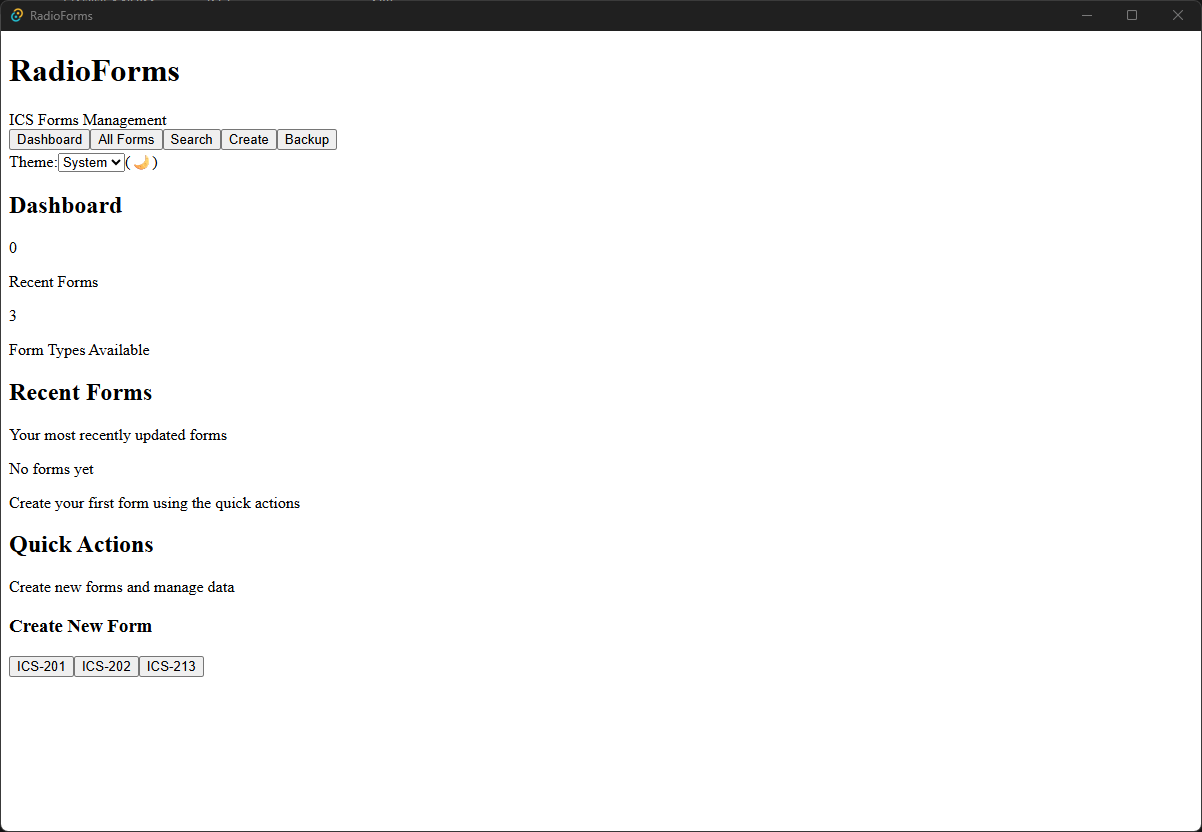 RadioForms
RadioForms
ICS Forms Management
Dashboard All Forms Search Create Backup
Theme: System (🌙)
Dashboard
0
Recent Forms
3
Form Types Available
Recent Forms
Your most recently updated forms
No forms yet
Create your first form using the quick actions
Quick Actions
Create new forms and manage data
Create New Form
ICS-201 ICS-202 ICS-213